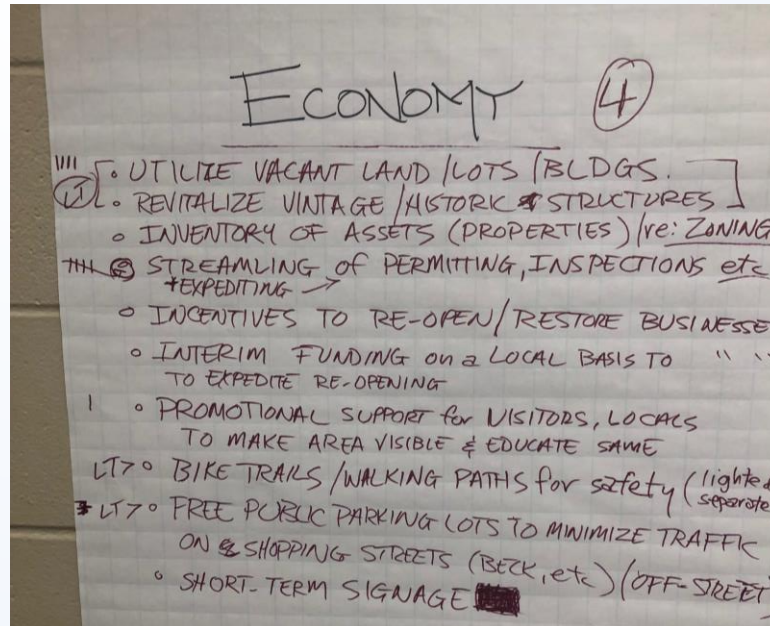 ECONOMY 4
• UTILIZE VACANT LAND / LOTS / BLDGS.
LT • REVITALIZE VINTAGE / HISTORIC STRUCTURES
• INVENTORY OF ASSETS (PROPERTIES) / re: ZONING
STREAMLING of PERMITTING, INSPECTIONS etc
+EXPEDITING →
• INCENTIVES TO RE-OPEN / RESTORE BUSINESSE
• INTERIM FUNDING on a LOCAL BASIS TO " "
TO EXPEDITE RE-OPENING
• PROMOTIONAL SUPPORT for VISITORS, LOCALS
TO MAKE AREA VISIBLE & EDUCATE SAME
LT> • BIKE TRAILS / WALKING PATHS for safety (lighted
separate
* LT> • FREE PUBLIC PARKING LOTS TO MINIMIZE TRAFFIC
ON SHOPPING STREETS (BECK, etc) (OFF-STREET
• SHORT-TERM SIGNAGE